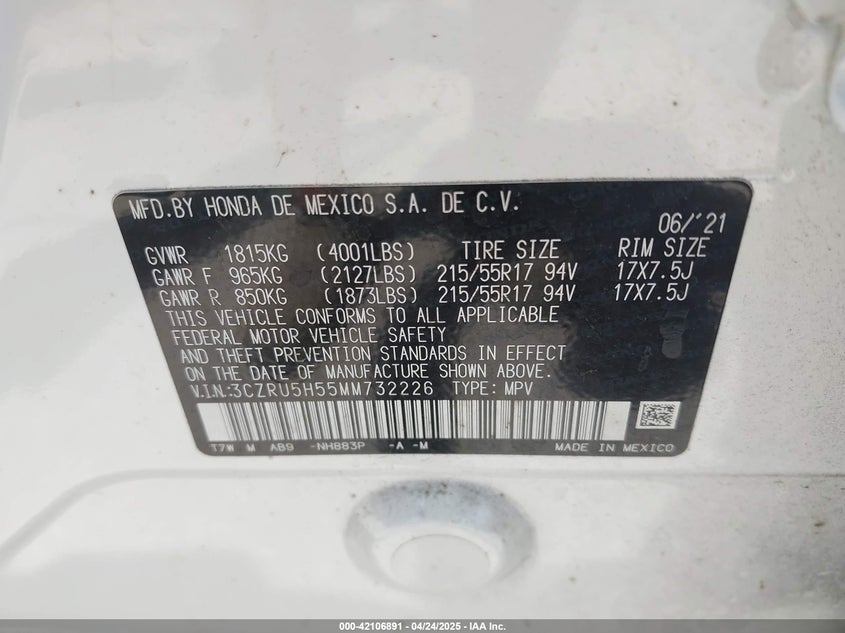 MFD.BY HONDA DE MEXICO S.A. DE C.V.
06/'21
GVWR 1815KG (4001LBS) TIRE SIZE RIM SIZE
GAWR F 965KG (2127LBS) 215/55R17 94V 17X7.5J
GAWR R 850KG (1873LBS) 215/55R17 94V 17X7.5J
THIS VEHICLE CONFORMS TO ALL APPLICABLE
FEDERAL MOTOR VEHICLE SAFETY
AND THEFT PREVENTION STANDARDS IN EFFECT
ON THE DATE OF MANUFACTURE SHOWN ABOVE.
V.I.N:3CZRU5H55MM732226 TYPE: MPV
T7W M AB9 -NH883P -A -M MADE IN MEXICO
000-42106891 - 04/24/2025 - IAA Inc.